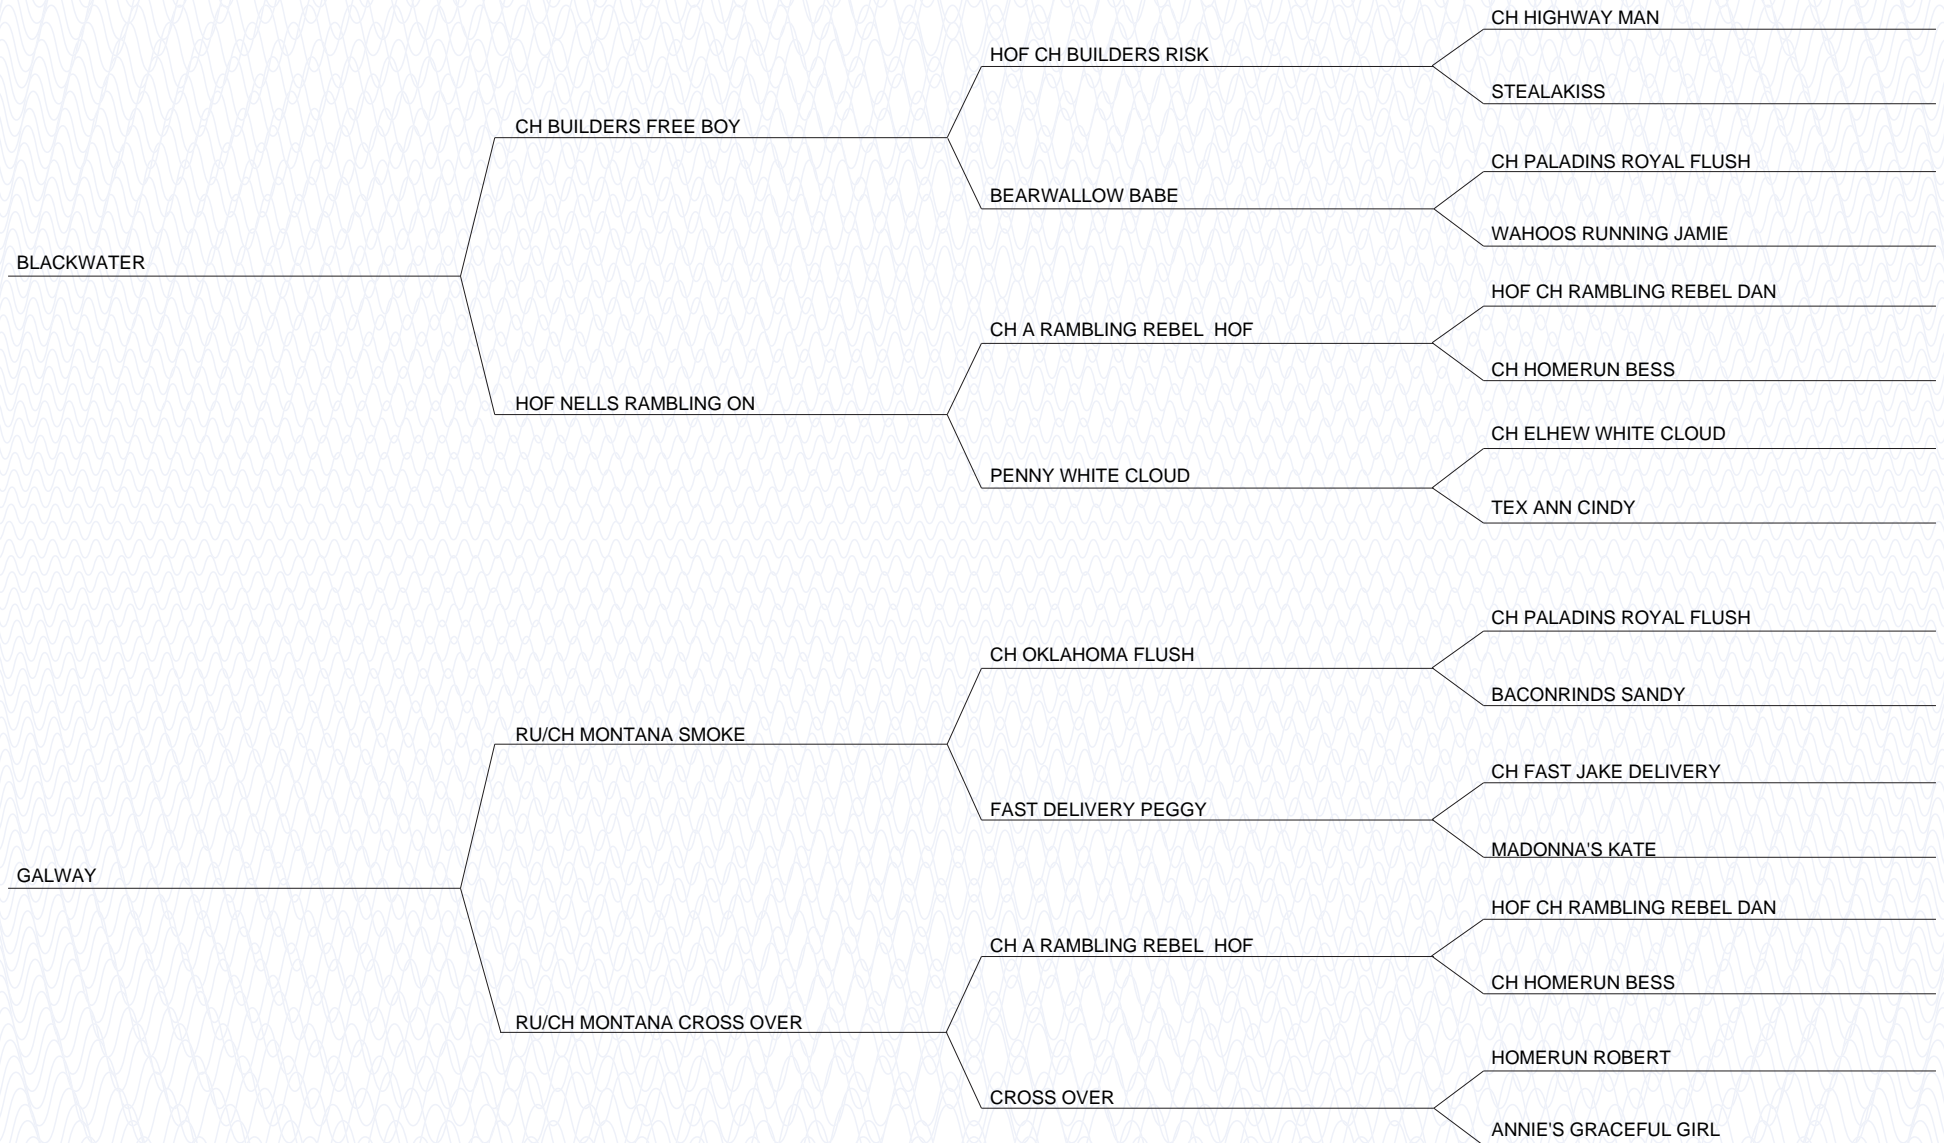 CH HIGHWAY MAN
HOF CH BUILDERS RISK
STEALAKISS
CH BUILDERS FREE BOY
CH PALADINS ROYAL FLUSH
BEARWALLOW BABE
WAHOOS RUNNING JAMIE
BLACKWATER
HOF CH RAMBLING REBEL DAN
CH A RAMBLING REBEL  HOF
CH HOMERUN BESS
HOF NELLS RAMBLING ON
CH ELHEW WHITE CLOUD
PENNY WHITE CLOUD
TEX ANN CINDY
CH PALADINS ROYAL FLUSH
CH OKLAHOMA FLUSH
BACONRINDS SANDY
RU/CH MONTANA SMOKE
CH FAST JAKE DELIVERY
FAST DELIVERY PEGGY
MADONNA'S KATE
GALWAY
HOF CH RAMBLING REBEL DAN
CH A RAMBLING REBEL  HOF
CH HOMERUN BESS
RU/CH MONTANA CROSS OVER
HOMERUN ROBERT
CROSS OVER
ANNIE'S GRACEFUL GIRL